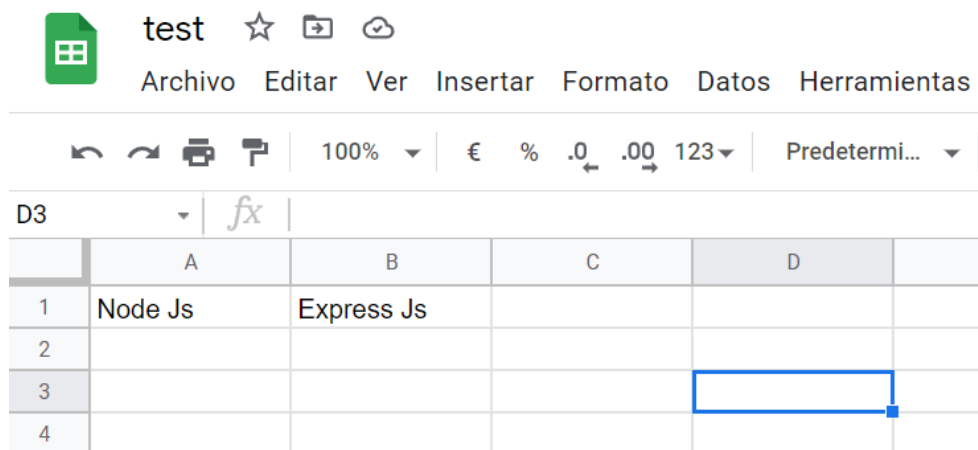 test
Archivo Editar Ver Insertar Formato Datos Herramientas
100% € % .0 .00 123 Predetermi...
D3 fx
A B C D
1 Node Js Express Js
2
3
4